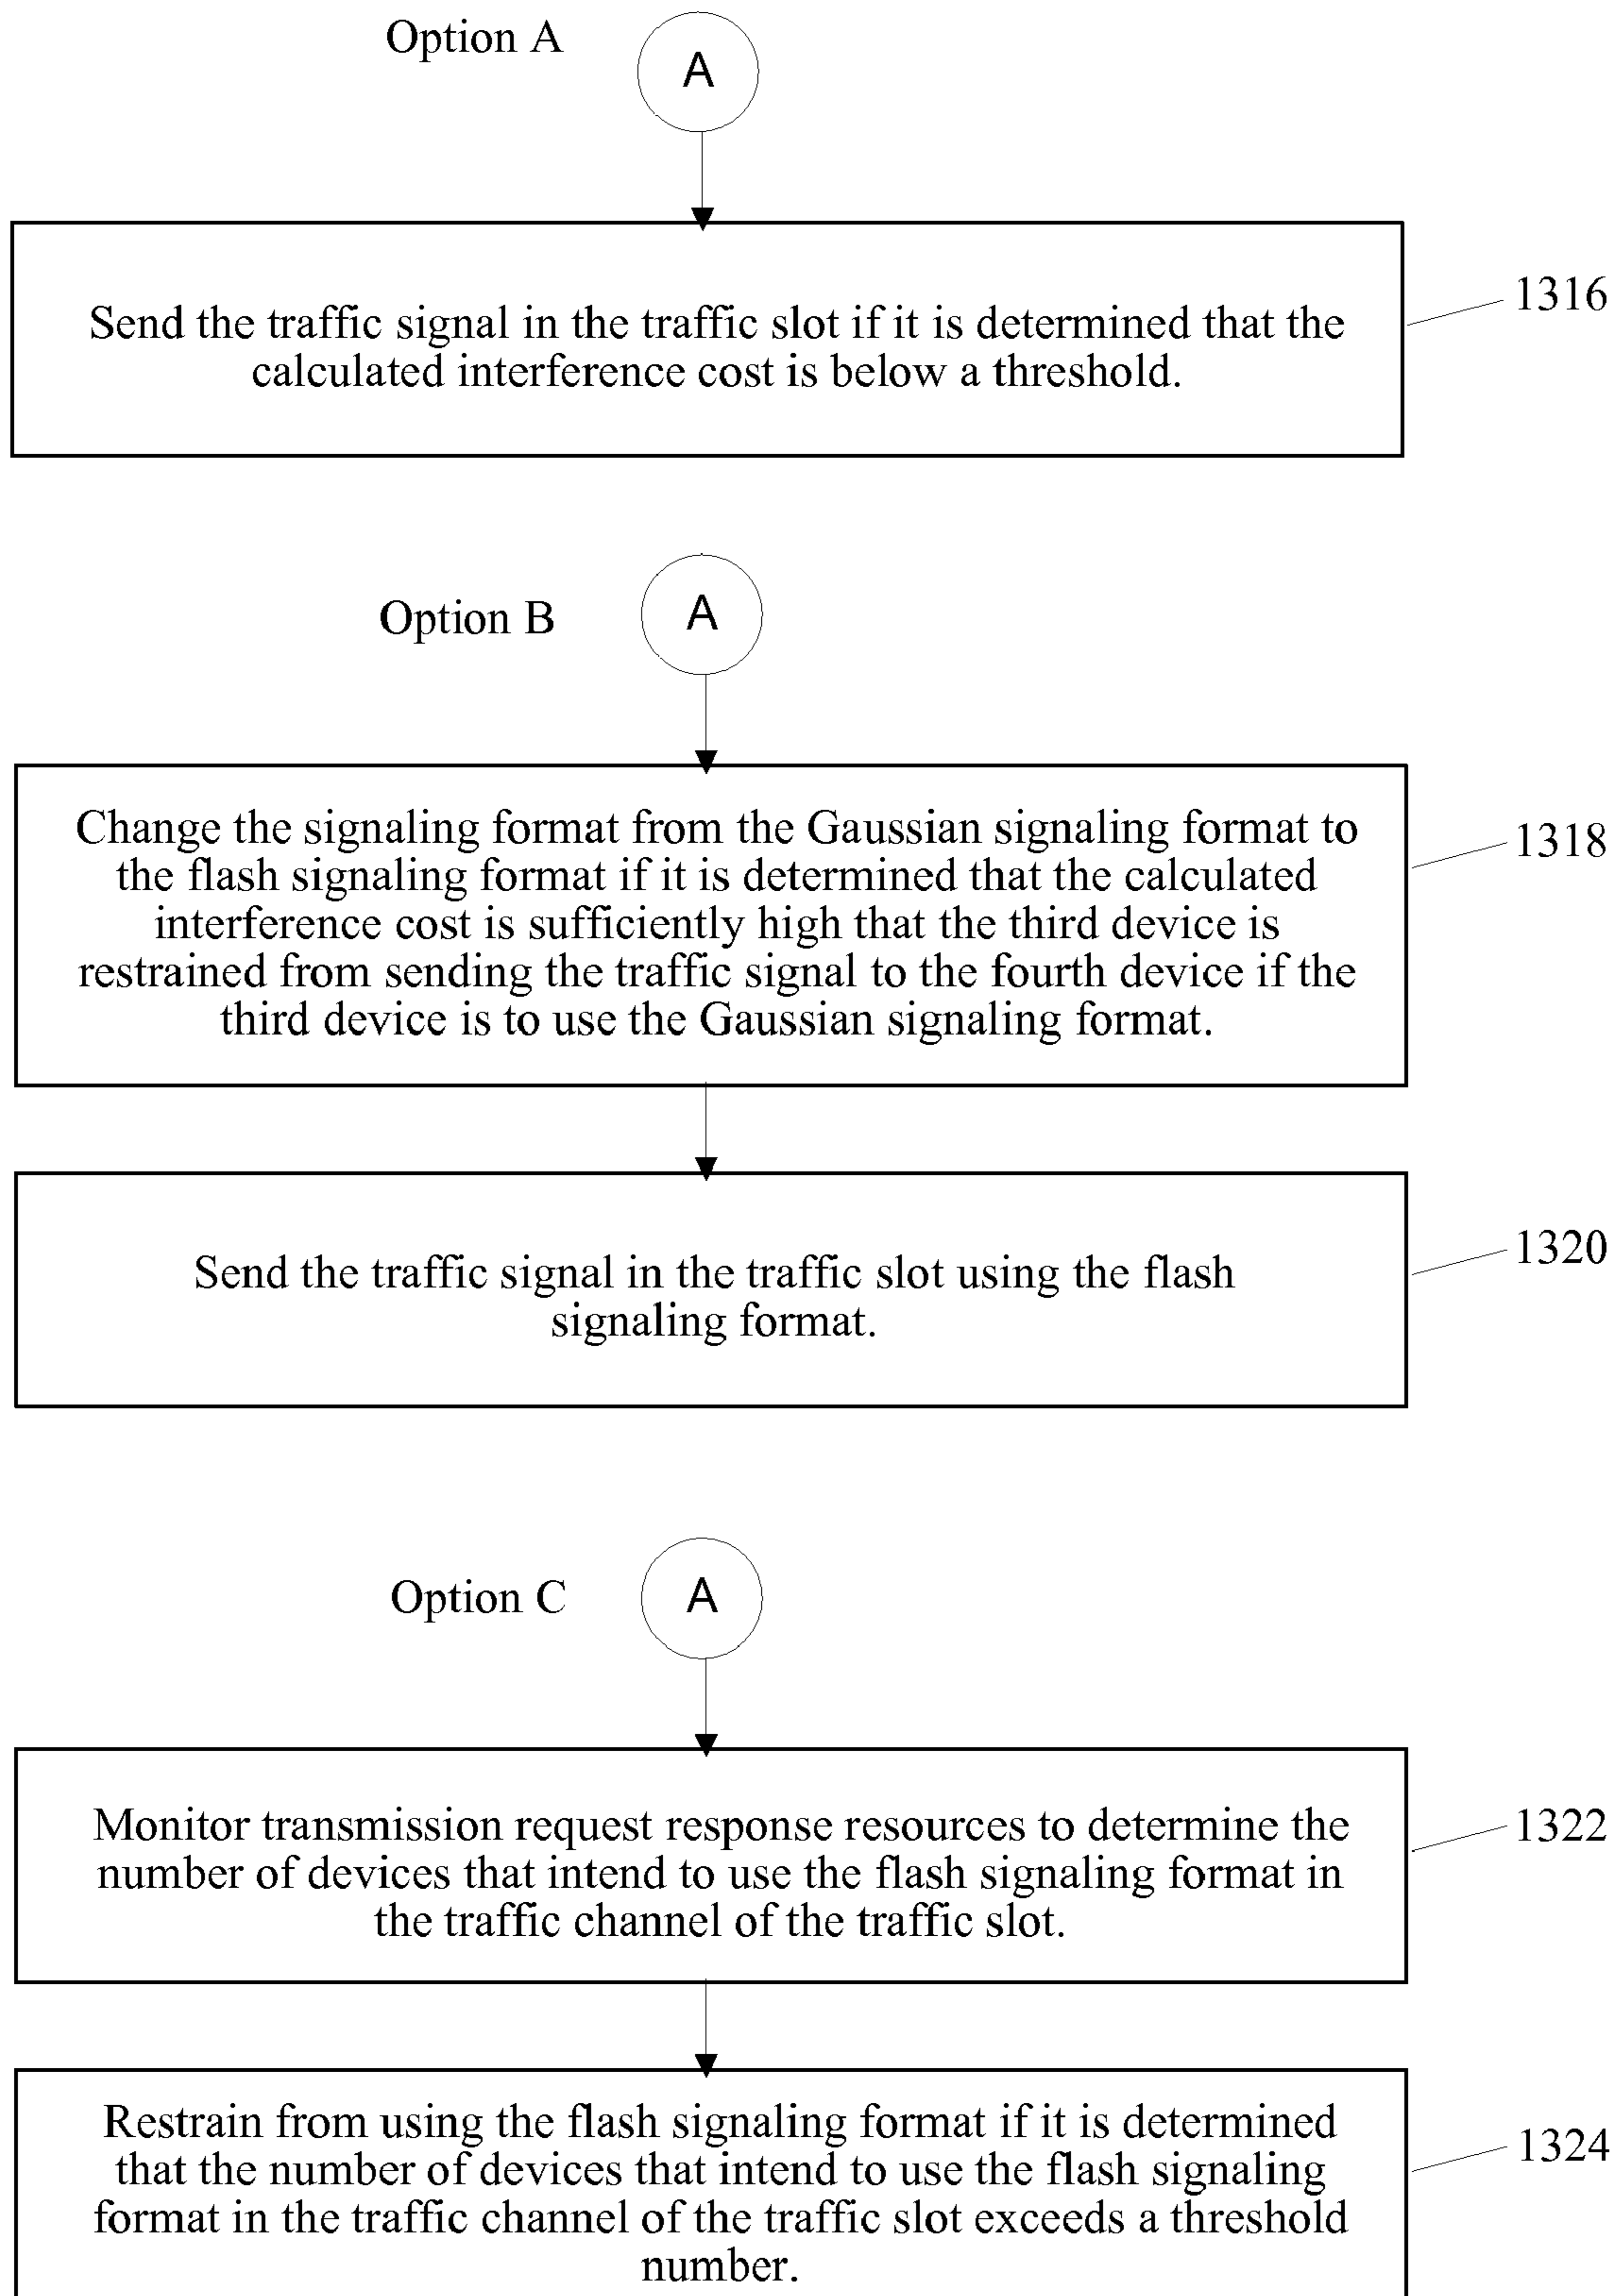 Option A
A
Send the traffic signal in the traffic slot if it is determined that the
calculated interference cost is below a threshold.
1316
Option B
A
Change the signaling format from the Gaussian signaling format to
the flash signaling format if it is determined that the calculated
interference cost is sufficiently high that the third device is
restrained from sending the traffic signal to the fourth device if the
third device is to use the Gaussian signaling format.
1318
Send the traffic signal in the traffic slot using the flash
signaling format.
1320
Option C
A
Monitor transmission request response resources to determine the
number of devices that intend to use the flash signaling format in
the traffic channel of the traffic slot.
1322
Restrain from using the flash signaling format if it is determined
that the number of devices that intend to use the flash signaling
format in the traffic channel of the traffic slot exceeds a threshold
number.
1324